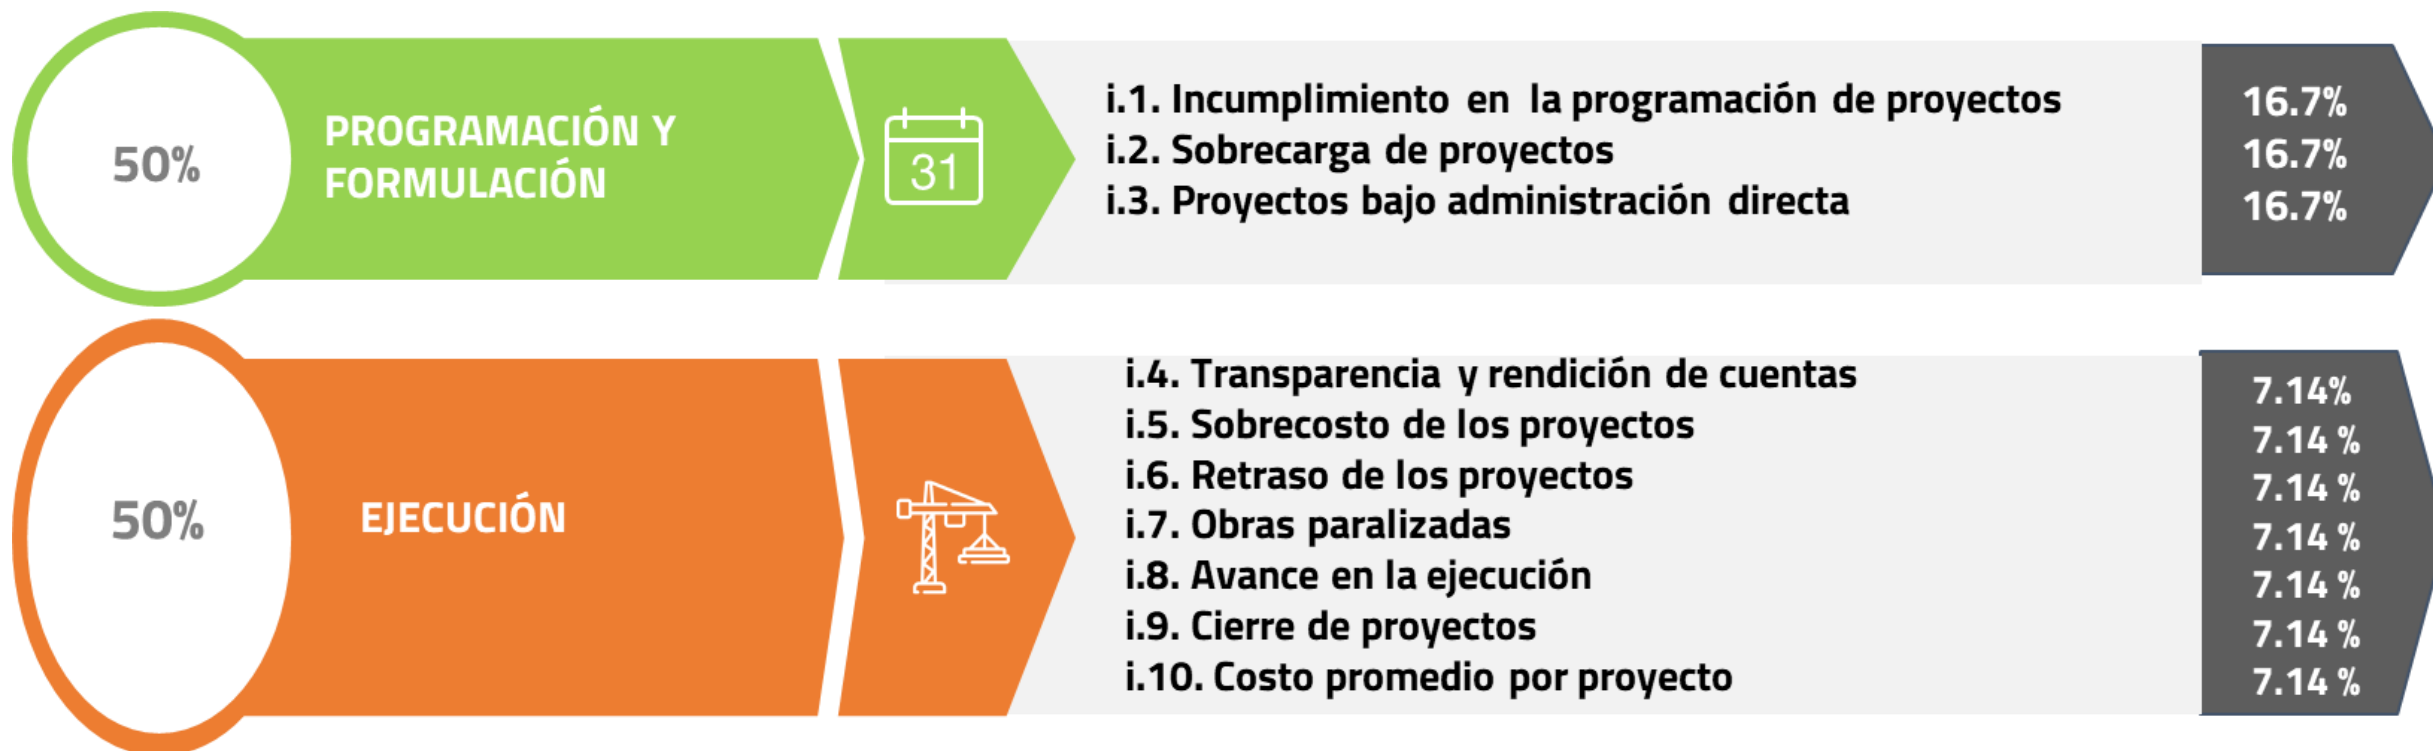 50%
PROGRAMACIÓN Y
FORMULACIÓN
31
i.1. Incumplimiento en la programación de proyectos
i.2. Sobrecarga de proyectos
i.3. Proyectos bajo administración directa
16.7%
16.7%
16.7%
50%
EJECUCIÓN
i.4. Transparencia y rendición de cuentas
i.5. Sobrecosto de los proyectos
i.6. Retraso de los proyectos
i.7. Obras paralizadas
i.8. Avance en la ejecución
i.9. Cierre de proyectos
i.10. Costo promedio por proyecto
7.14%
7.14 %
7.14 %
7.14 %
7.14 %
7.14 %
7.14 %